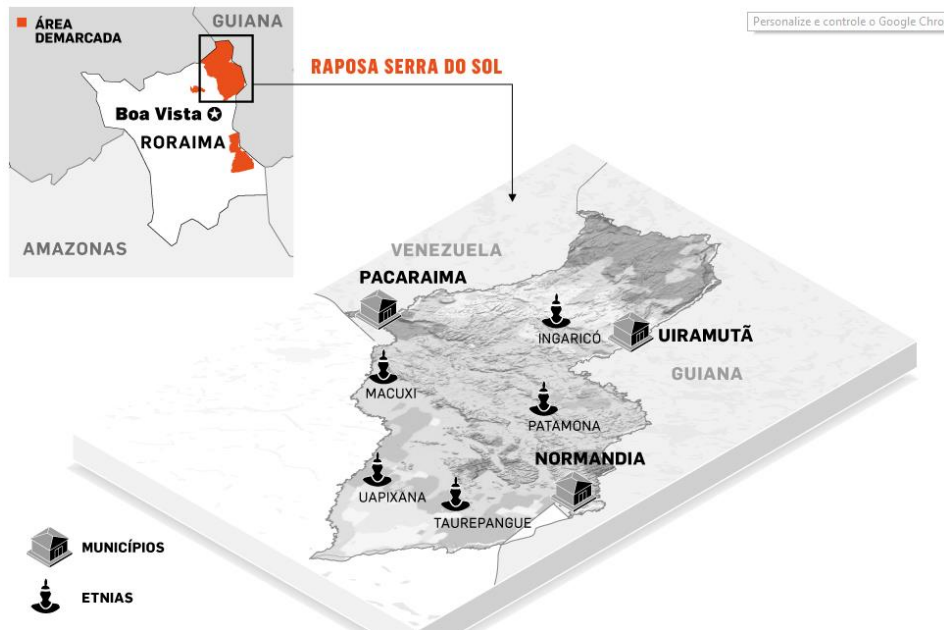 ÁREA
DEMARCADA
GUIANA
Boa Vista
RORAIMA
AMAZONAS
Personalize e controle o Google Chro
RAPOSA SERRA DO SOL
VENEZUELA
PACARAIMA
INGARICÓ
UIRAMUTÃ
GUIANA
MACUXI
PATAMONA
NORMANDIA
UAPIXANA
TAUREPANGUE
MUNICÍPIOS
ETNIAS